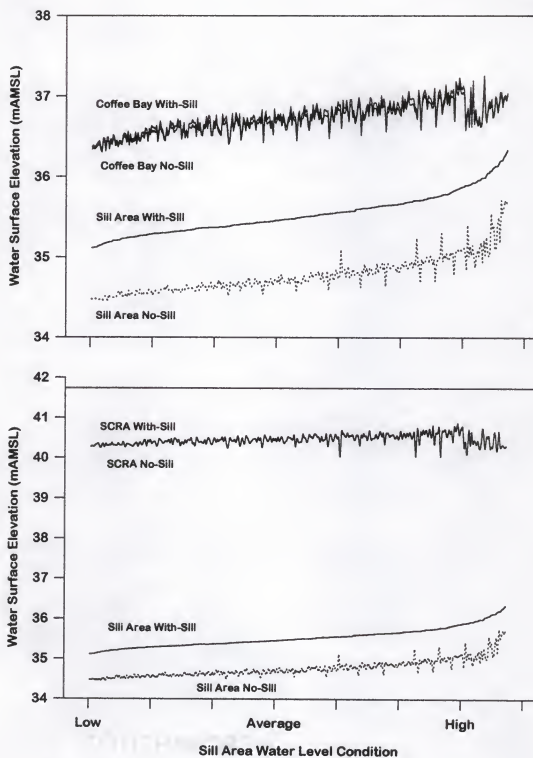 38
37
36
35
34
Water Surface Elevation (mAMSL)
Coffee Bay With-Sill
Coffee Bay No-Sill
Sill Area With-Sill
Sill Area No-Sill
42
41
40
39
38
37
36
35
34
Water Surface Elevation (mAMSL)
SCRA With-Sill
SCRA No-Sill
Sill Area With-Sill
Sill Area No-Sill
Low Average High
Sill Area Water Level Condition